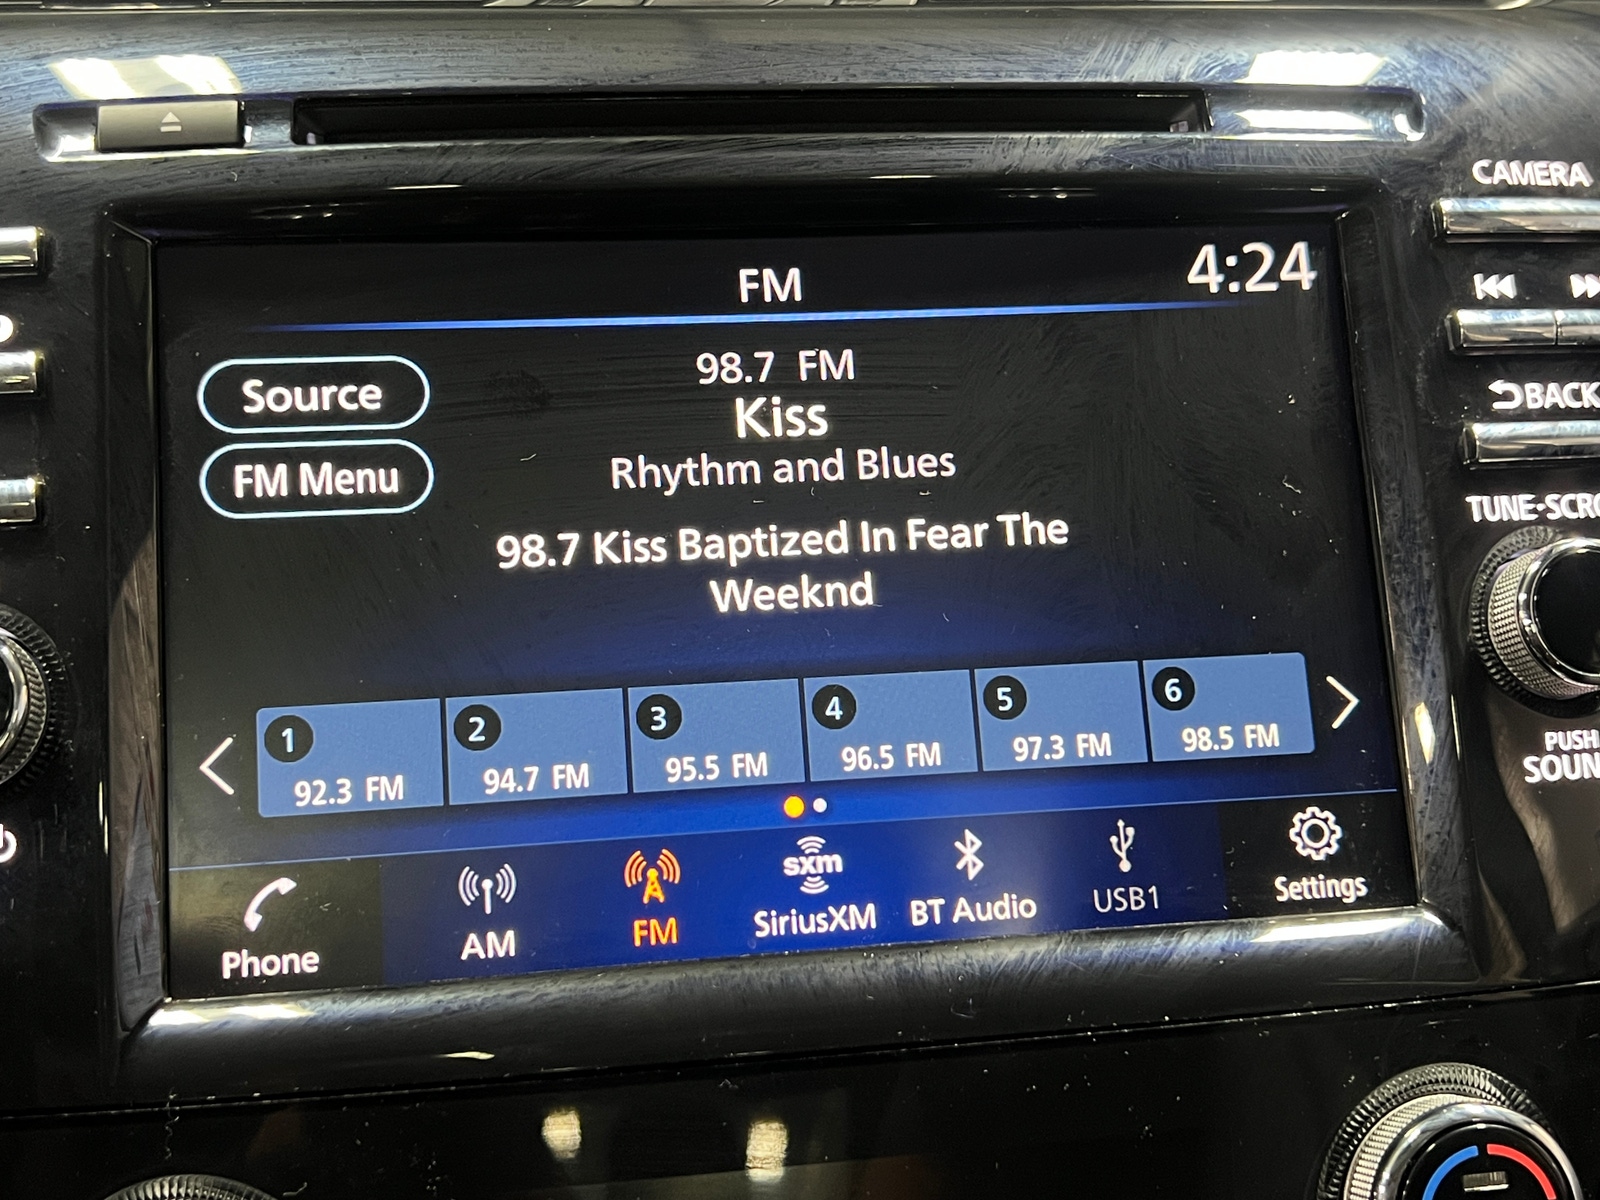 CAMERA
FM
4:24
98.7 FM
Source
Kiss
BACK
FM Menu
Rhythm and Blues
98.7 Kiss Baptized In Fear The
Weeknd
1
2
3
4
5
6
92.3 FM
94.7 FM
95.5 FM
96.5 FM
97.3 FM
98.5 FM
PUSH
Phone
AM
FM
sxm
SiriusXM
BT Audio
USB1
Settings